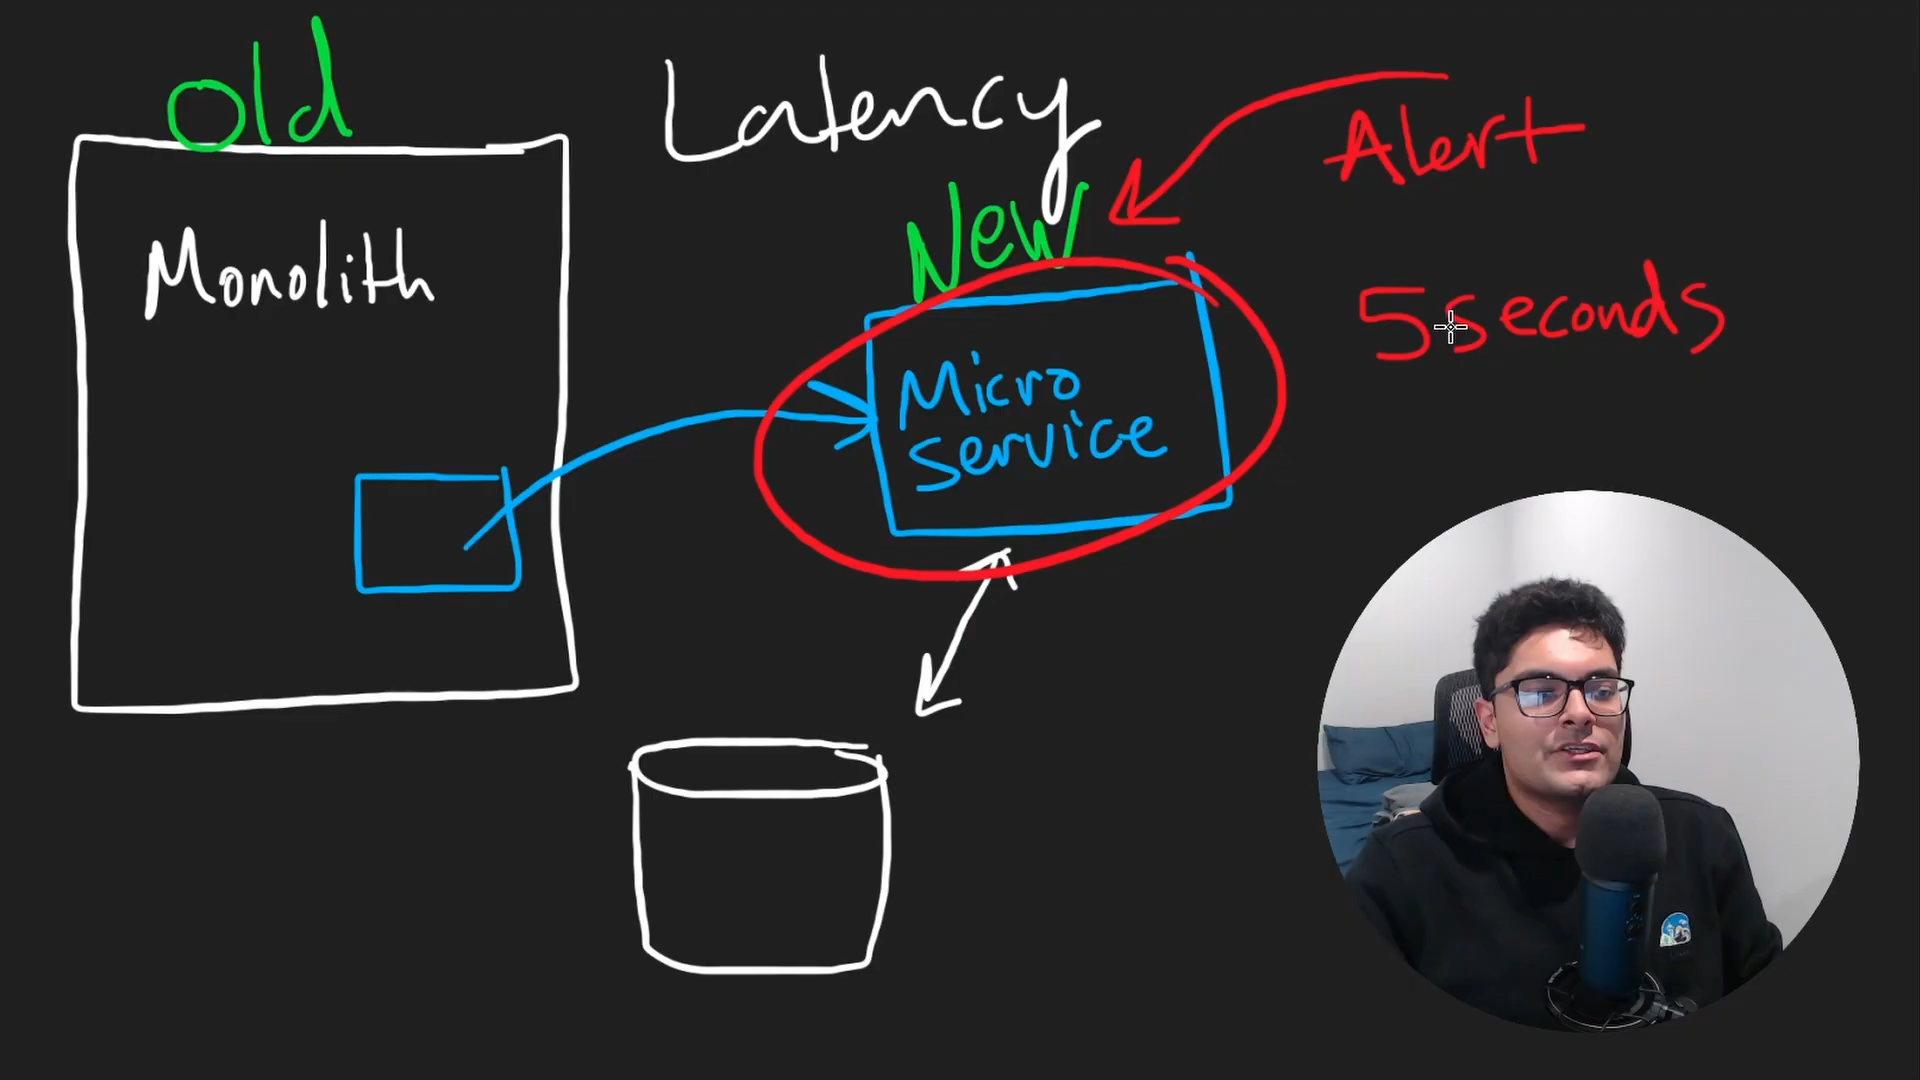 Old
Latency
Alert
New
Monolith
5 seconds
Micro
service